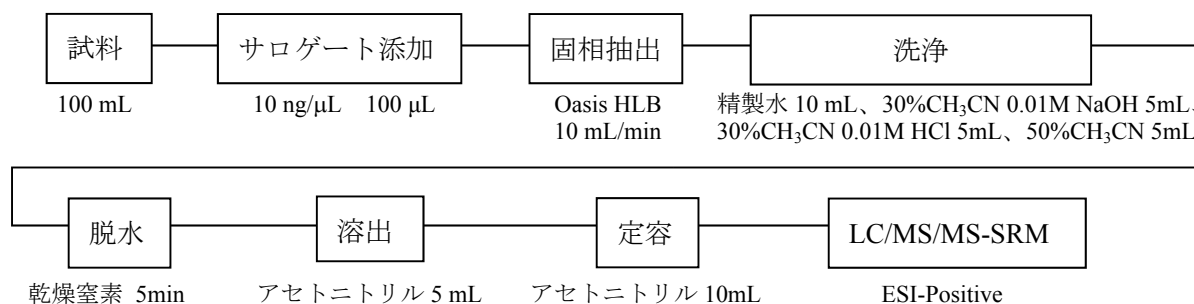 試料 サロゲート添加 固相抽出 洗浄
100 mL 10 ng/μL 100 μL Oasis HLB 精製水 10 mL、30%CH₃CN 0.01M NaOH 5mL、
10 mL/min 30%CH₃CN 0.01M HCl 5mL、50%CH₃CN 5mL
脱水 溶出 定容 LC/MS/MS-SRM
乾燥窒素 5min アセトニトリル 5 mL アセトニトリル 10mL ESI-Positive